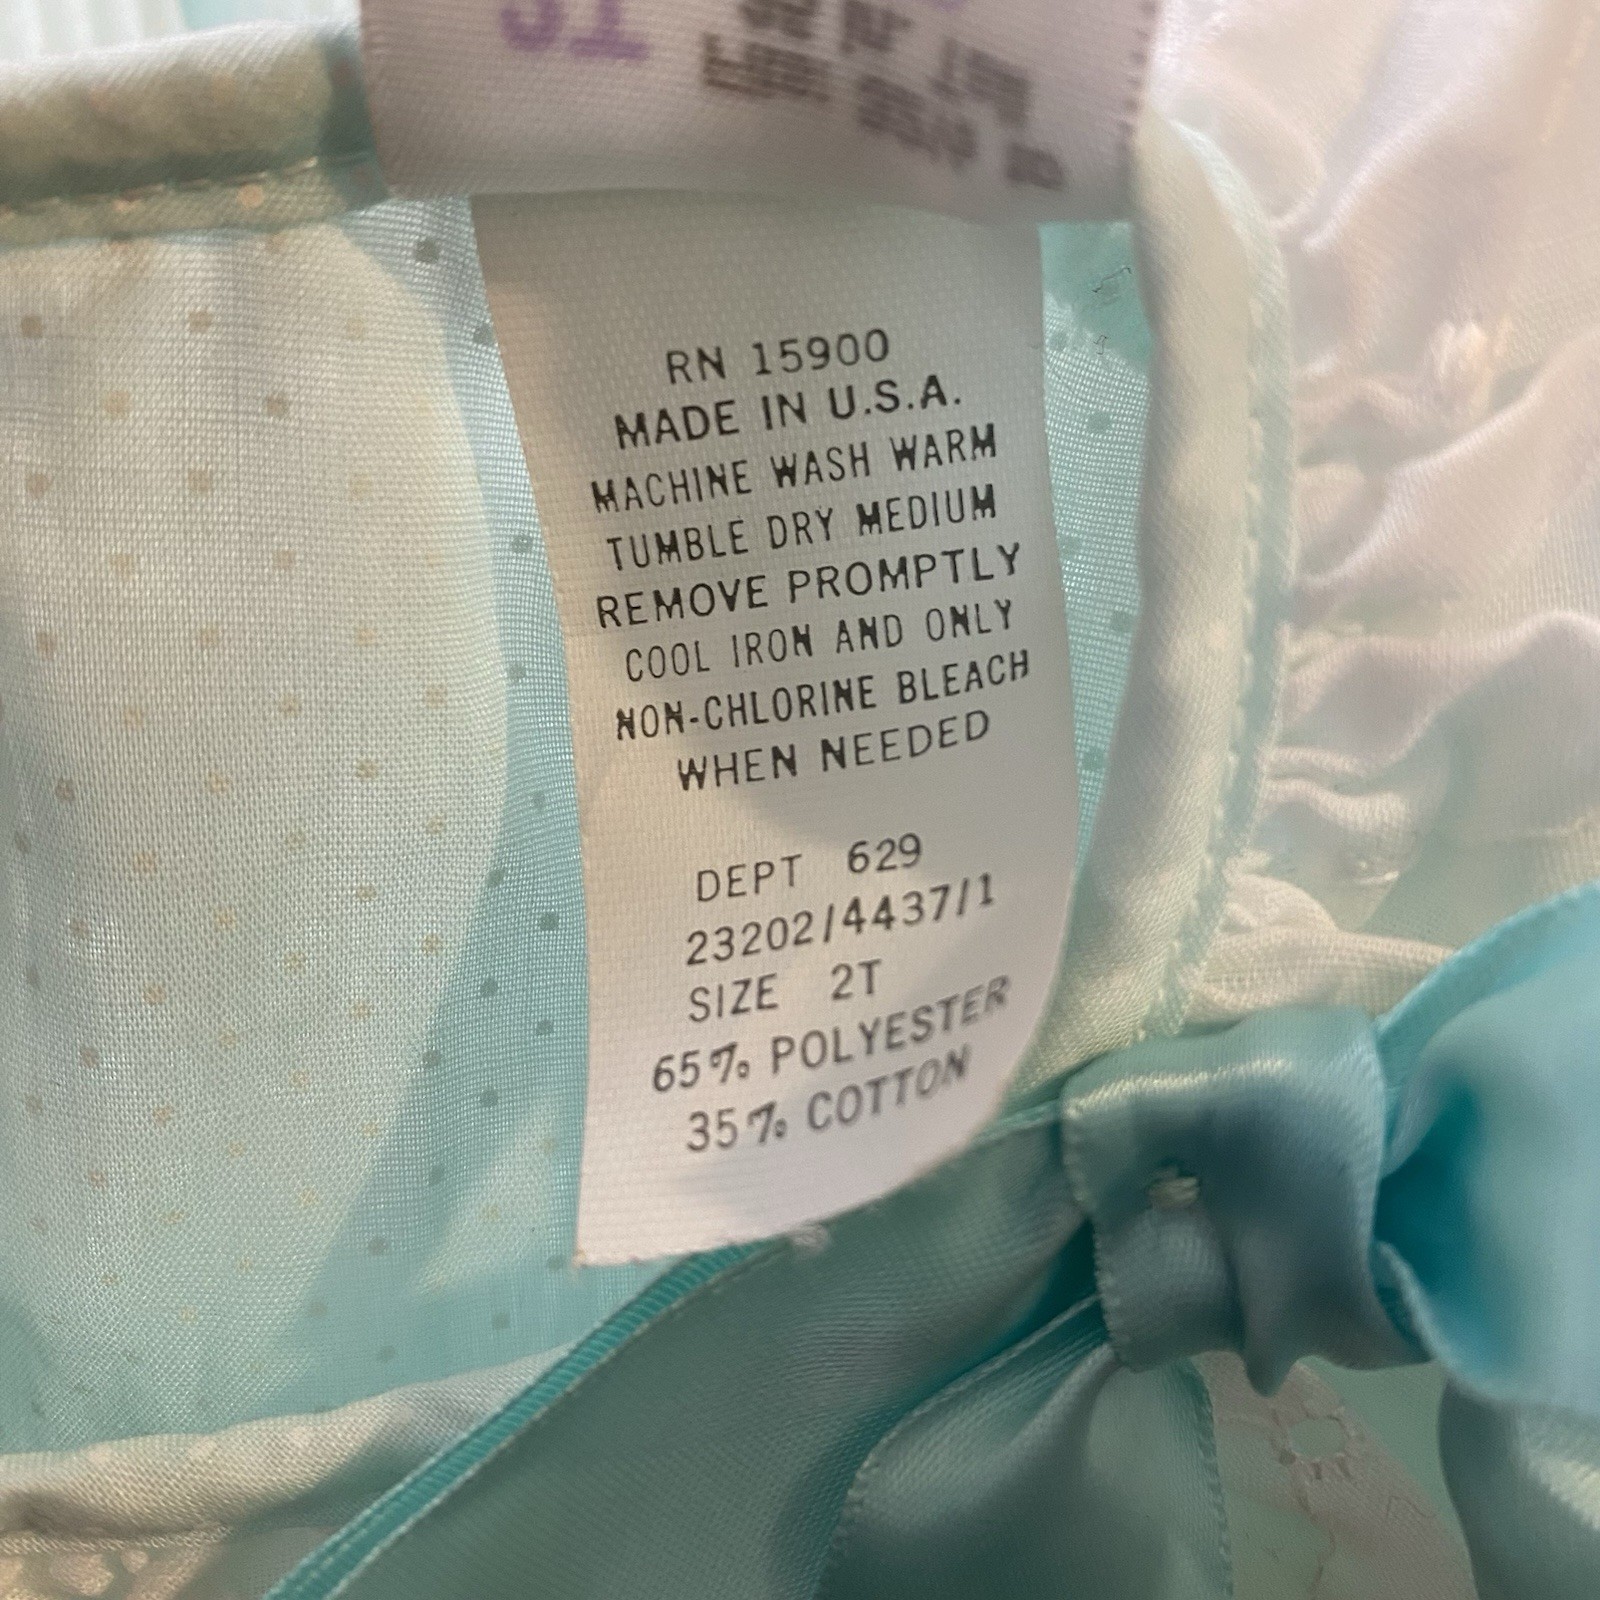 RN 15900
MADE IN U.S.A.
MACHINE WASH WARM
TUMBLE DRY MEDIUM
REMOVE PROMPTLY
COOL IRON AND ONLY
NON-CHLORINE BLEACH
WHEN NEEDED
DEPT 629
23202/4437/1
SIZE 2T
65% POLYESTER
35% COTTON